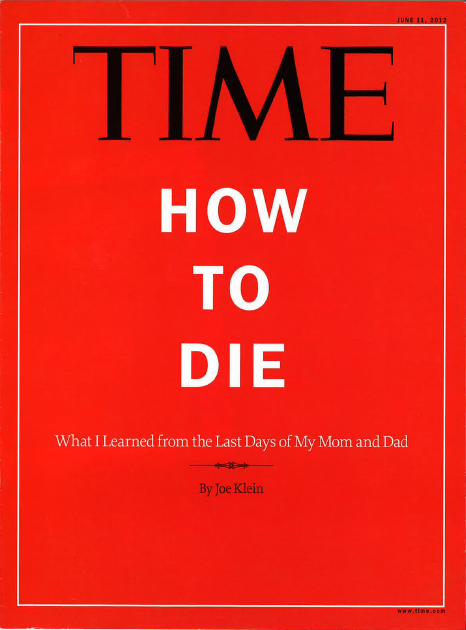 JUNE 11, 2012
TIME
HOW
TO
DIE
What I Learned from the Last Days of My Mom and Dad
By Joe Klein
www.time.com